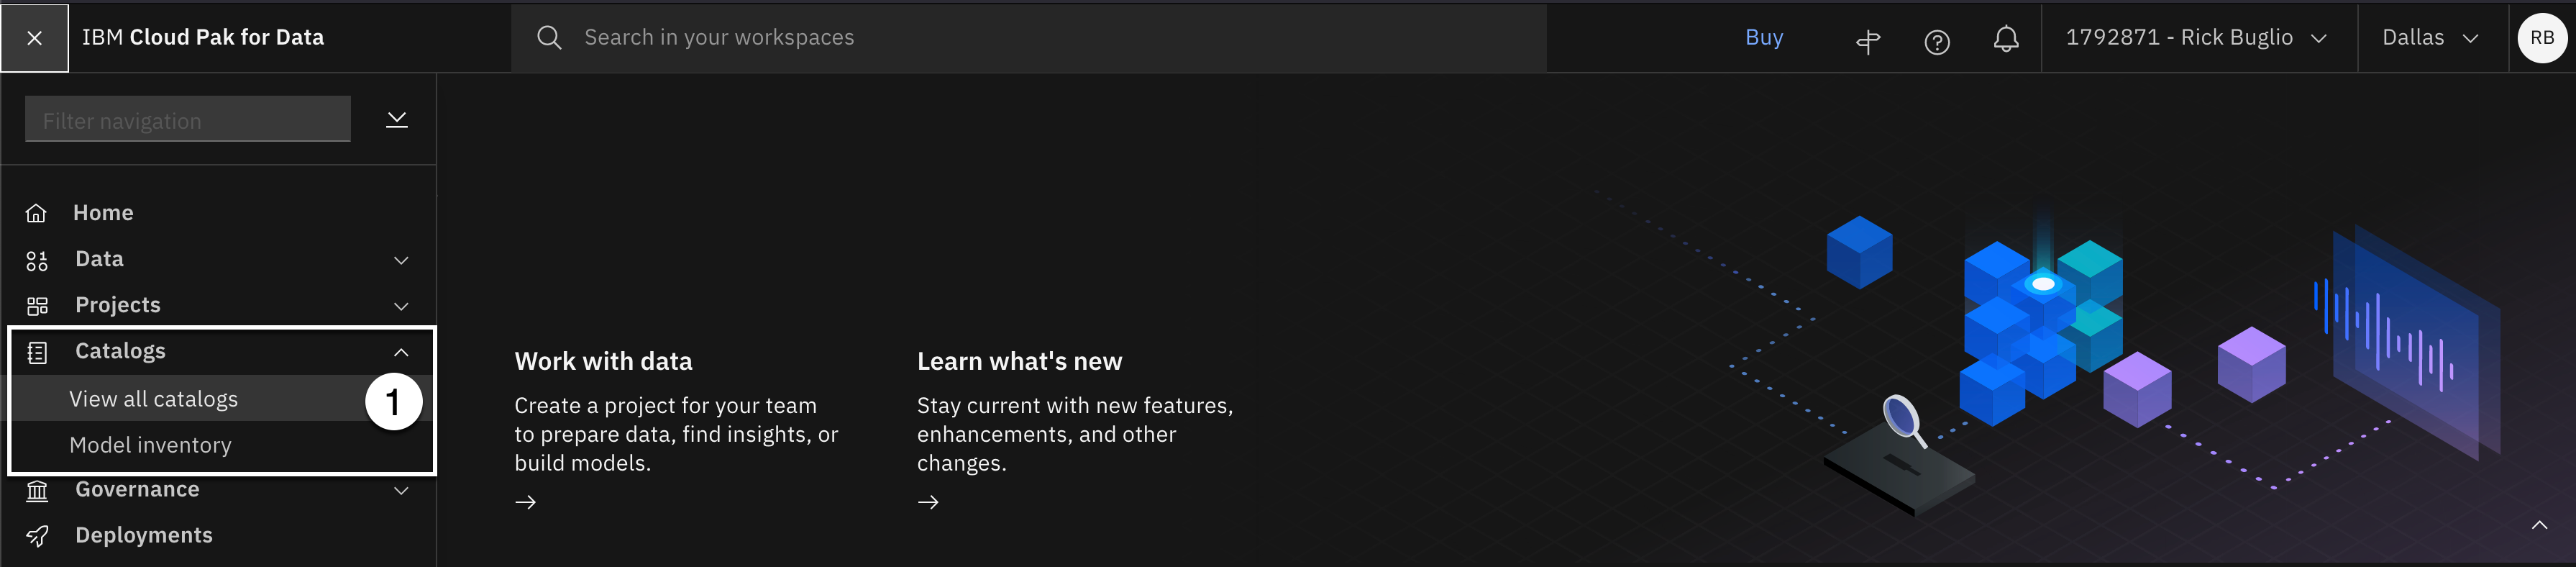 IBM Cloud Pak for Data
Search in your workspaces
Buy
1792871 - Rick Buglio
Dallas
RB
Filter navigation
Home
Data
Projects
Catalogs
View all catalogs
1
Model inventory
Governance
Deployments
Work with data
Create a project for your team
to prepare data, find insights, or
build models.
Learn what's new
Stay current with new features,
enhancements, and other
changes.